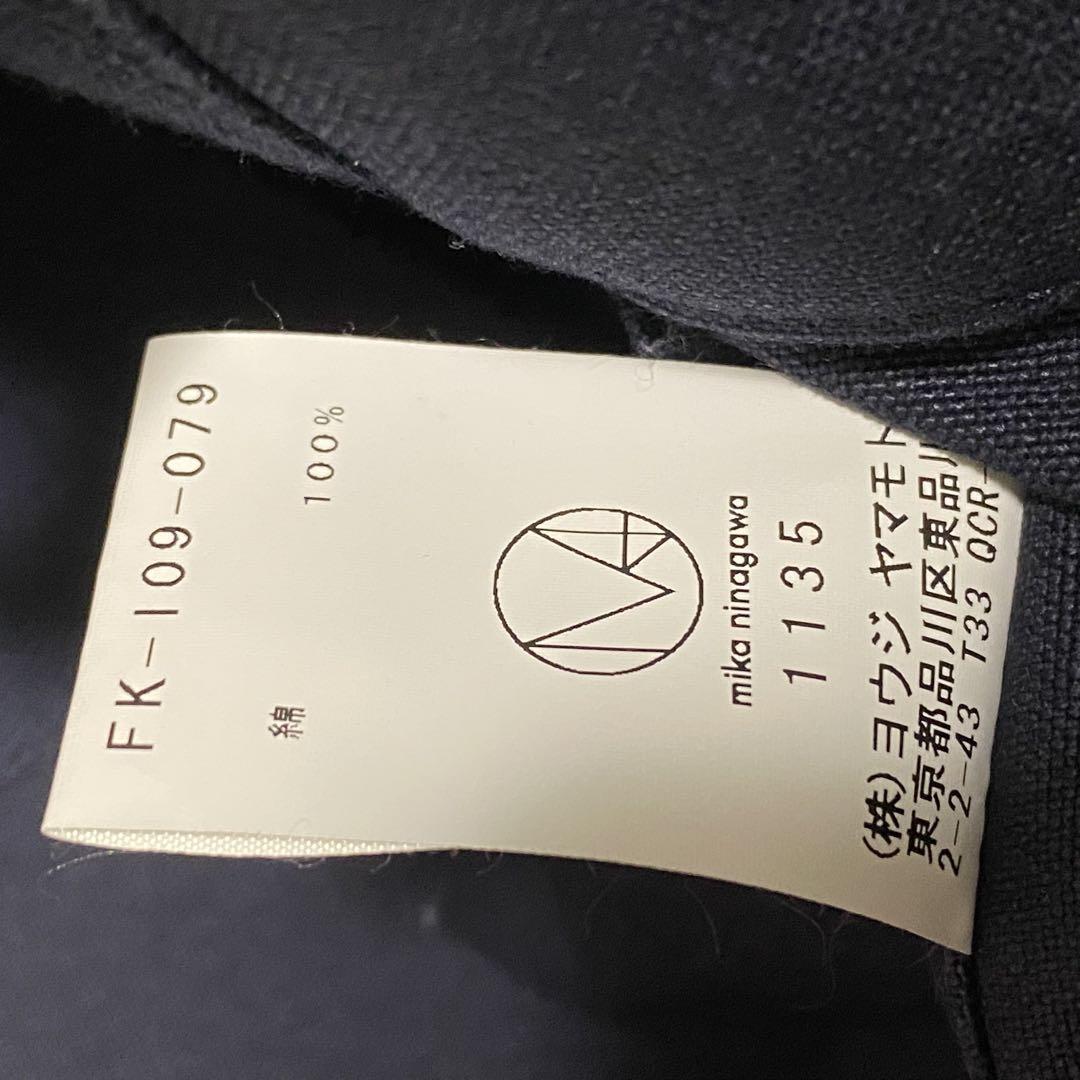 FK-109-079
綿 100%
mika ninagawa
1135
(株)ヨウジ ヤマモト
東京都品川区東品川
2-2-43 T33 QCR-